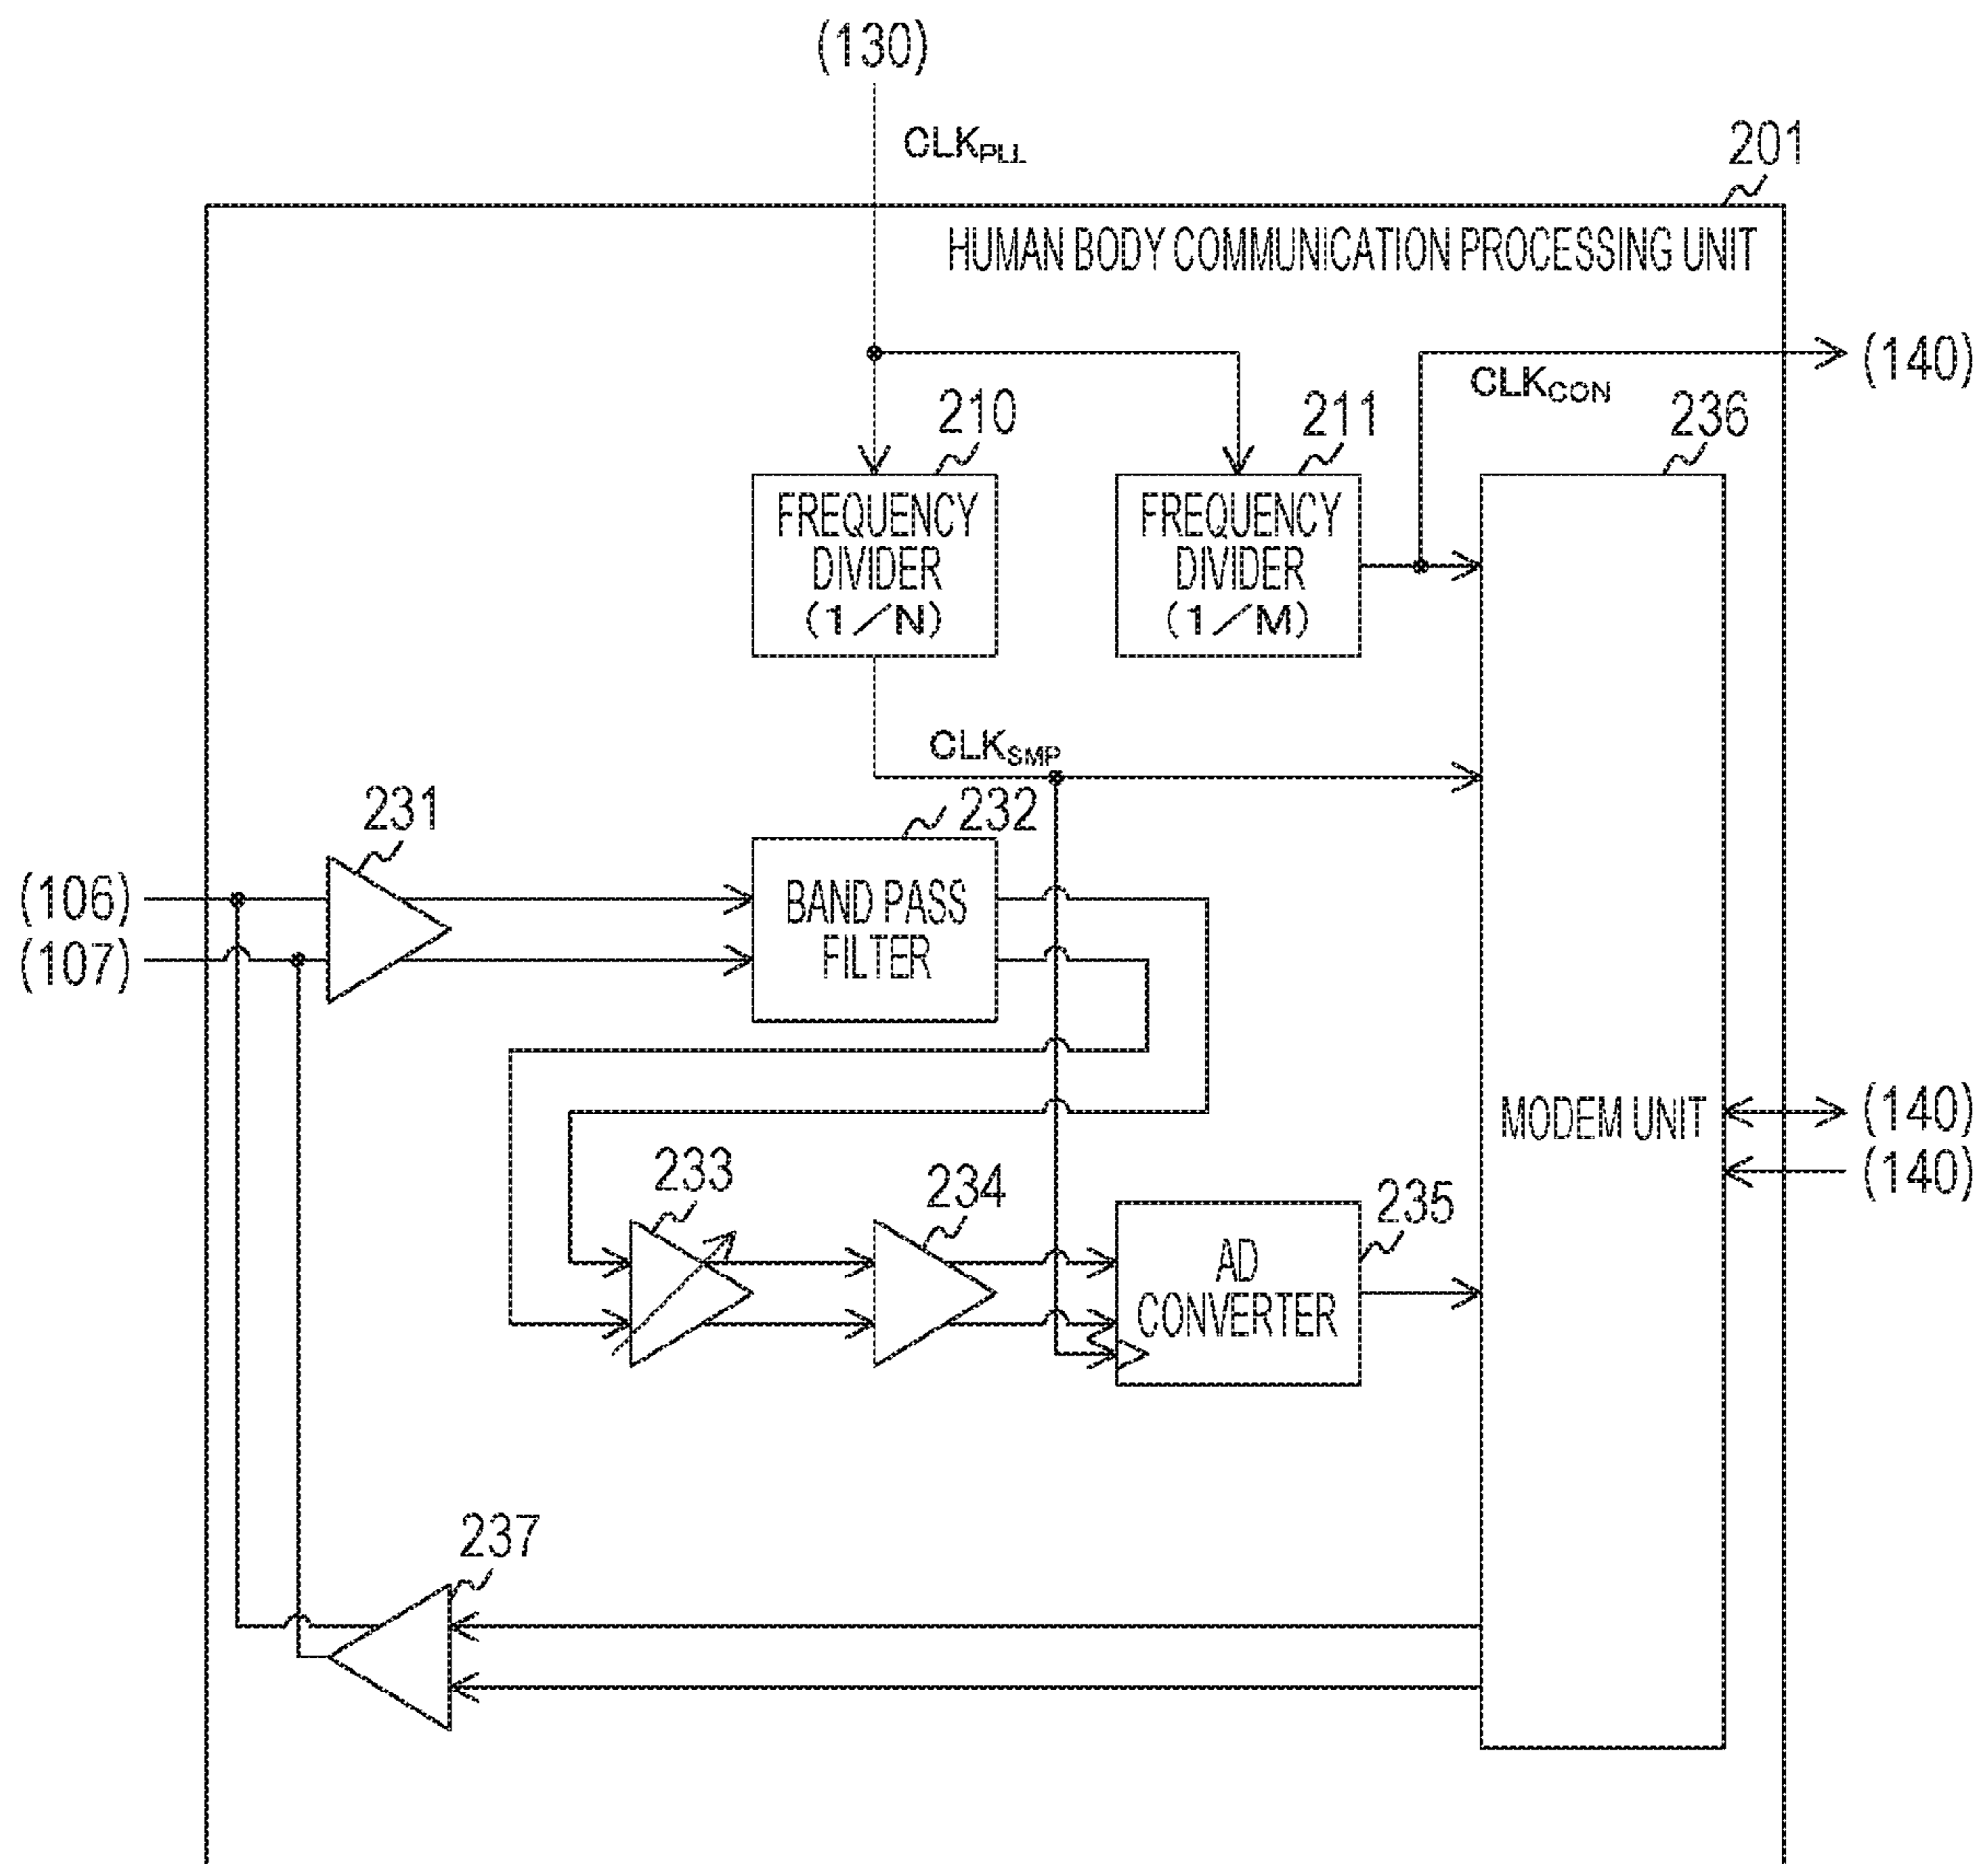 (130)
CLKPLL
201
HUMAN BODY COMMUNICATION PROCESSING UNIT
(140)
CLKCON
210
211
236
FREQUENCY
DIVIDER
(1/N)
FREQUENCY
DIVIDER
(1/M)
CLKSMP
231
232
(106)
(107)
BAND PASS
FILTER
MODEM UNIT
(140)
(140)
233
234
235
AD
CONVERTER
237